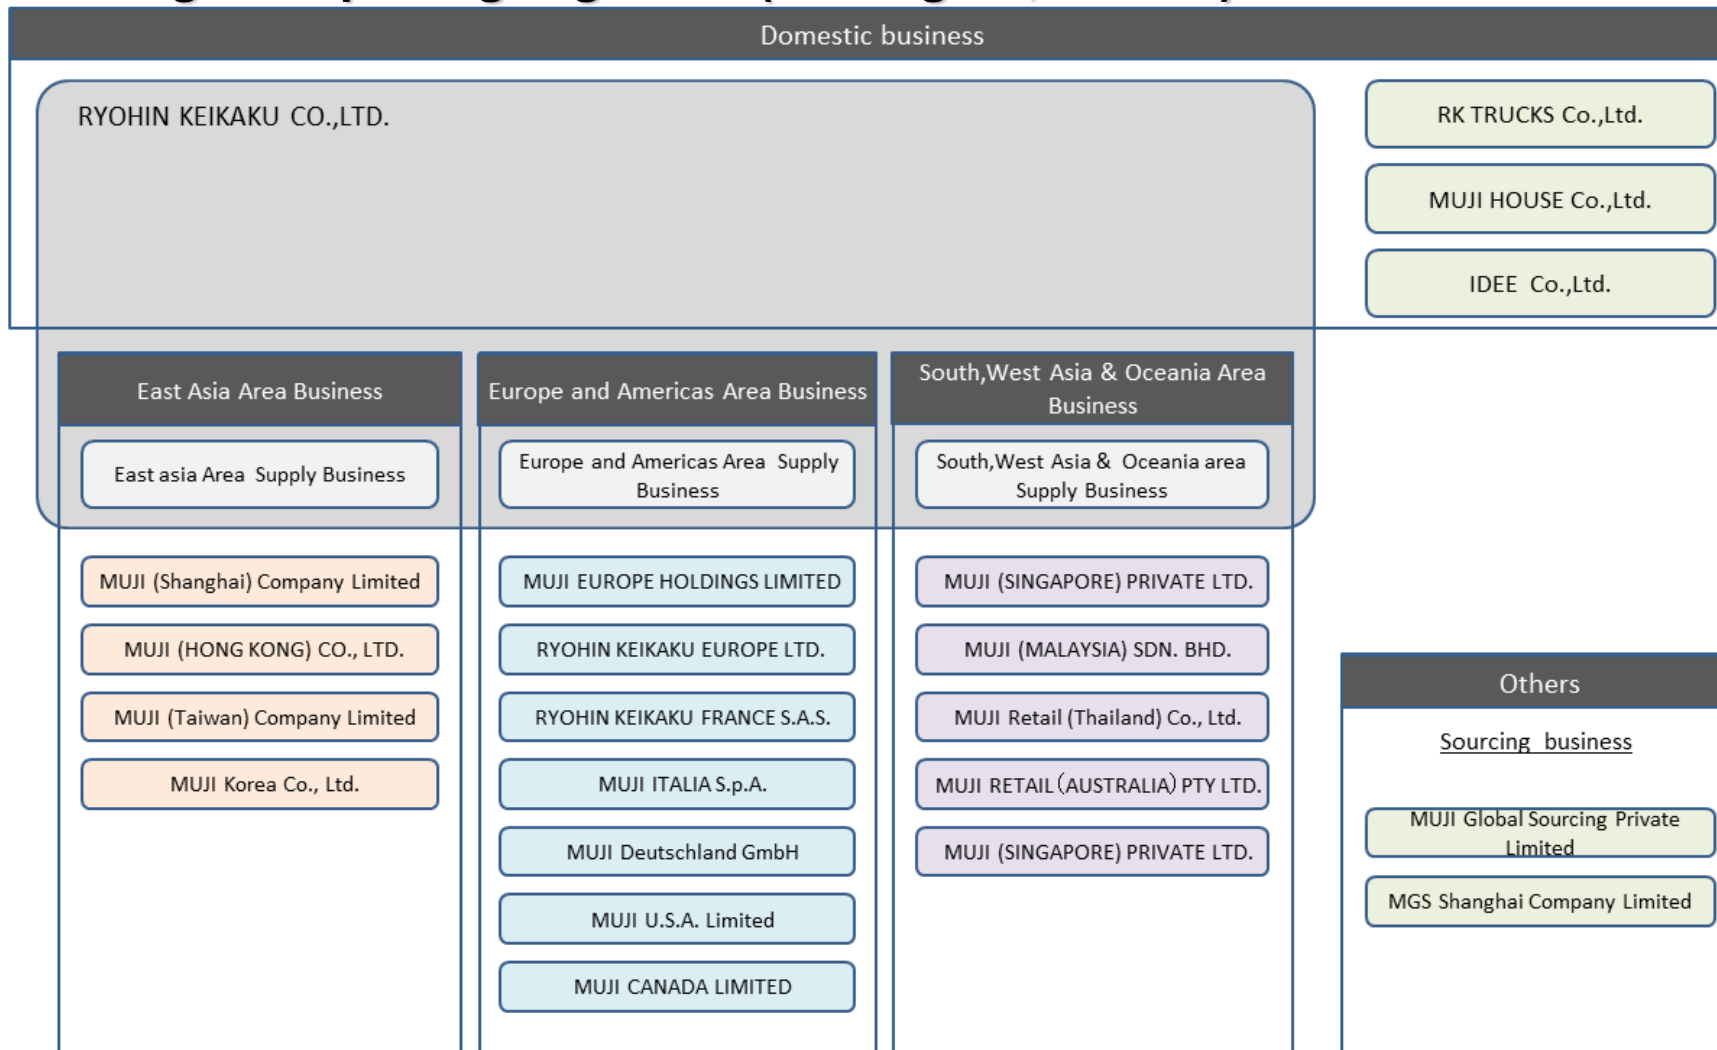 Domestic business
RYOHIN KEIKAKU CO.,LTD.
RK TRUCKS Co.,Ltd.
MUJI HOUSE Co.,Ltd.
IDEE Co.,Ltd.
East Asia Area Business
East asia Area Supply Business
MUJI (Shanghai) Company Limited
MUJI (HONG KONG) CO., LTD.
MUJI (Taiwan) Company Limited
MUJI Korea Co., Ltd.
Europe and Americas Area Business
Europe and Americas Area Supply
Business
MUJI EUROPE HOLDINGS LIMITED
RYOHIN KEIKAKU EUROPE LTD.
RYOHIN KEIKAKU FRANCE S.A.S.
MUJI ITALIA S.p.A.
MUJI Deutschland GmbH
MUJI U.S.A. Limited
MUJI CANADA LIMITED
South,West Asia & Oceania Area
Business
South,West Asia & Oceania area
Supply Business
MUJI (SINGAPORE) PRIVATE LTD.
MUJI (MALAYSIA) SDN. BHD.
MUJI Retail (Thailand) Co., Ltd.
MUJI RETAIL（AUSTRALIA）PTY LTD.
MUJI (SINGAPORE) PRIVATE LTD.
Others
Sourcing business
MUJI Global Sourcing Private
Limited
MGS Shanghai Company Limited